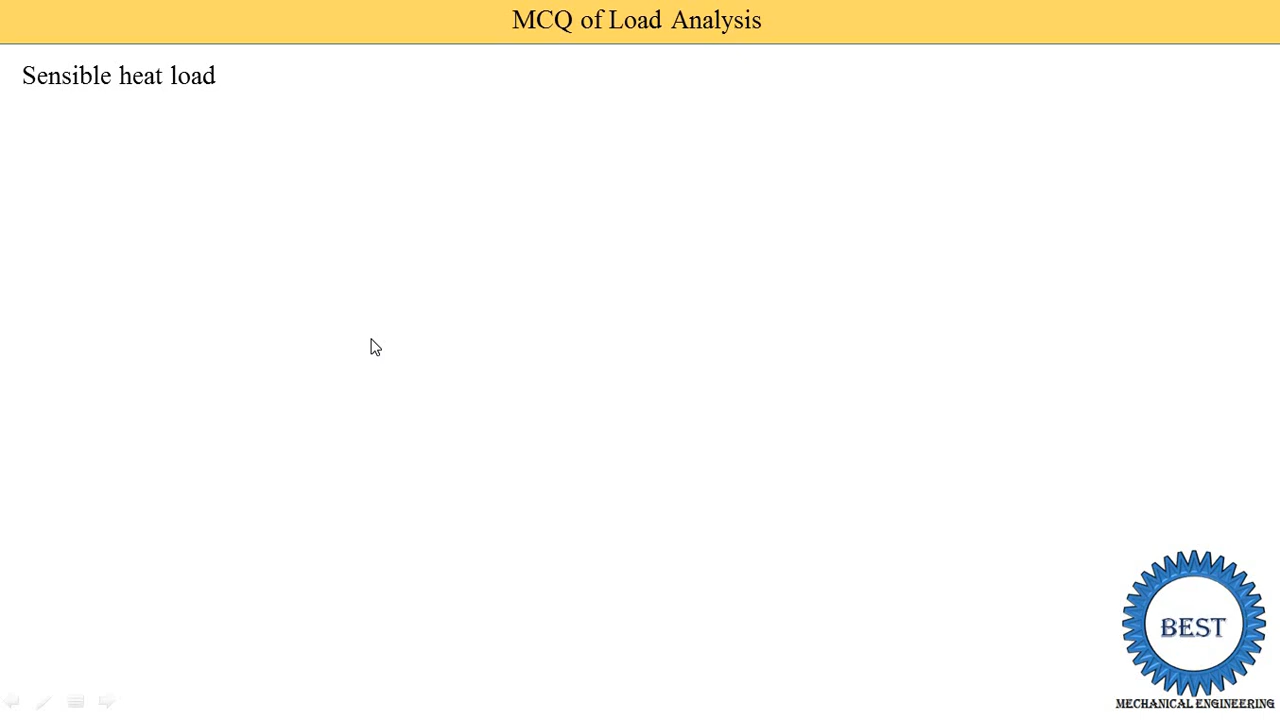 MCQ of Load Analysis
Sensible heat load
BEST
MECHANICAL ENGINEERING